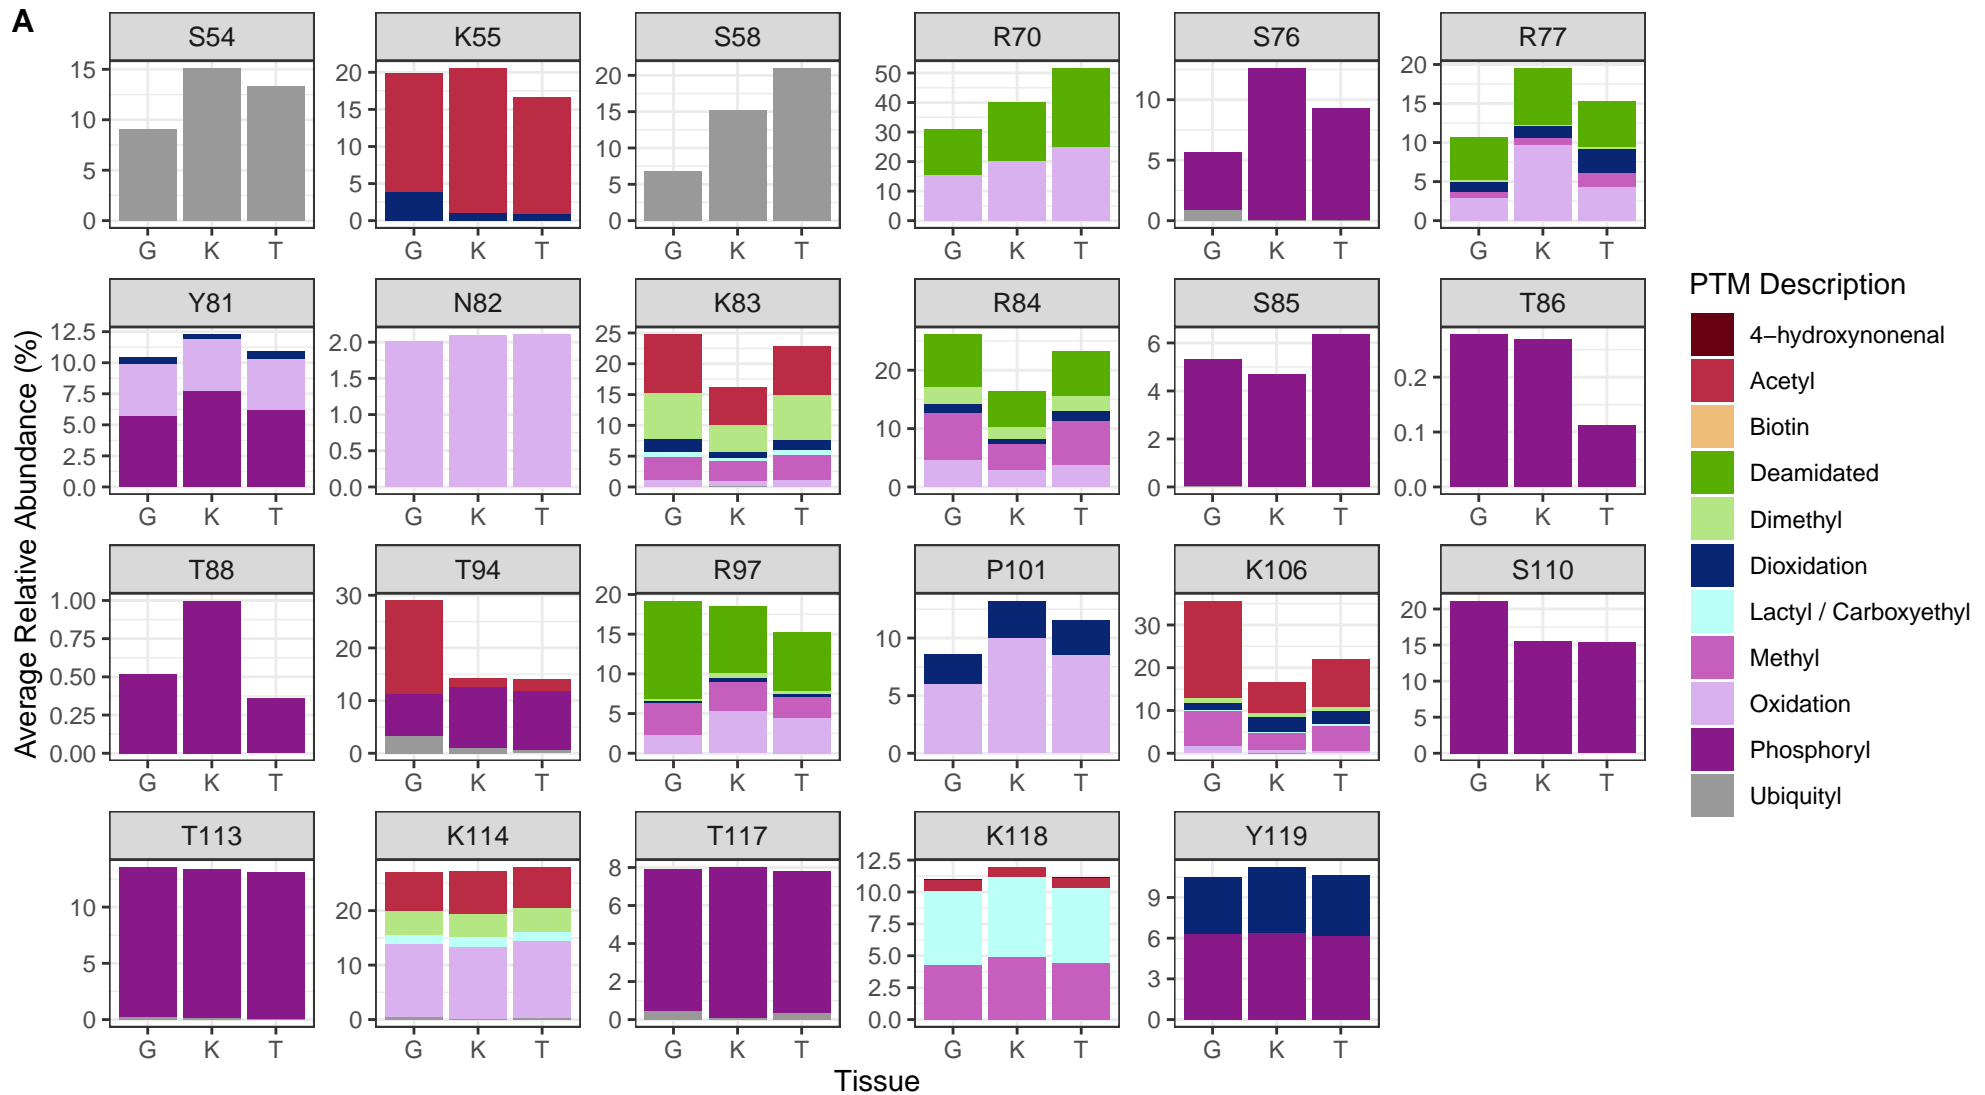 A
S54 K55 S58 R70 S76 R77
15 10 5 0
20 15 10 5 0
20 15 10 5 0
50 40 30 20 10 0
10 5 0
20 15 10 5 0
G K T G K T G K T G K T G K T G K T
Y81 N82 K83 R84 S85 T86
12.5 10.0 7.5 5.0 2.5 0.0
2.0 1.5 1.0 0.5 0.0
25 20 15 10 5 0
20 10 0
6 4 2 0
0.2 0.1 0.0
G K T G K T G K T G K T G K T G K T
T88 T94 R97 P101 K106 S110
1.00 0.75 0.50 0.25 0.00
30 20 10 0
20 15 10 5 0
10 5 0
30 20 10 0
20 15 10 5 0
G K T G K T G K T G K T G K T G K T
T113 K114 T117 K118 Y119
10 5 0
20 10 0
8 6 4 2 0
12.5 10.0 7.5 5.0 2.5 0.0
9 6 3 0
G K T G K T G K T G K T G K T
Average Relative Abundance (%)
Tissue
PTM Description
4−hydroxynonenal
Acetyl
Biotin
Deamidated
Dimethyl
Dioxidation
Lactyl / Carboxyethyl
Methyl
Oxidation
Phosphoryl
Ubiquityl